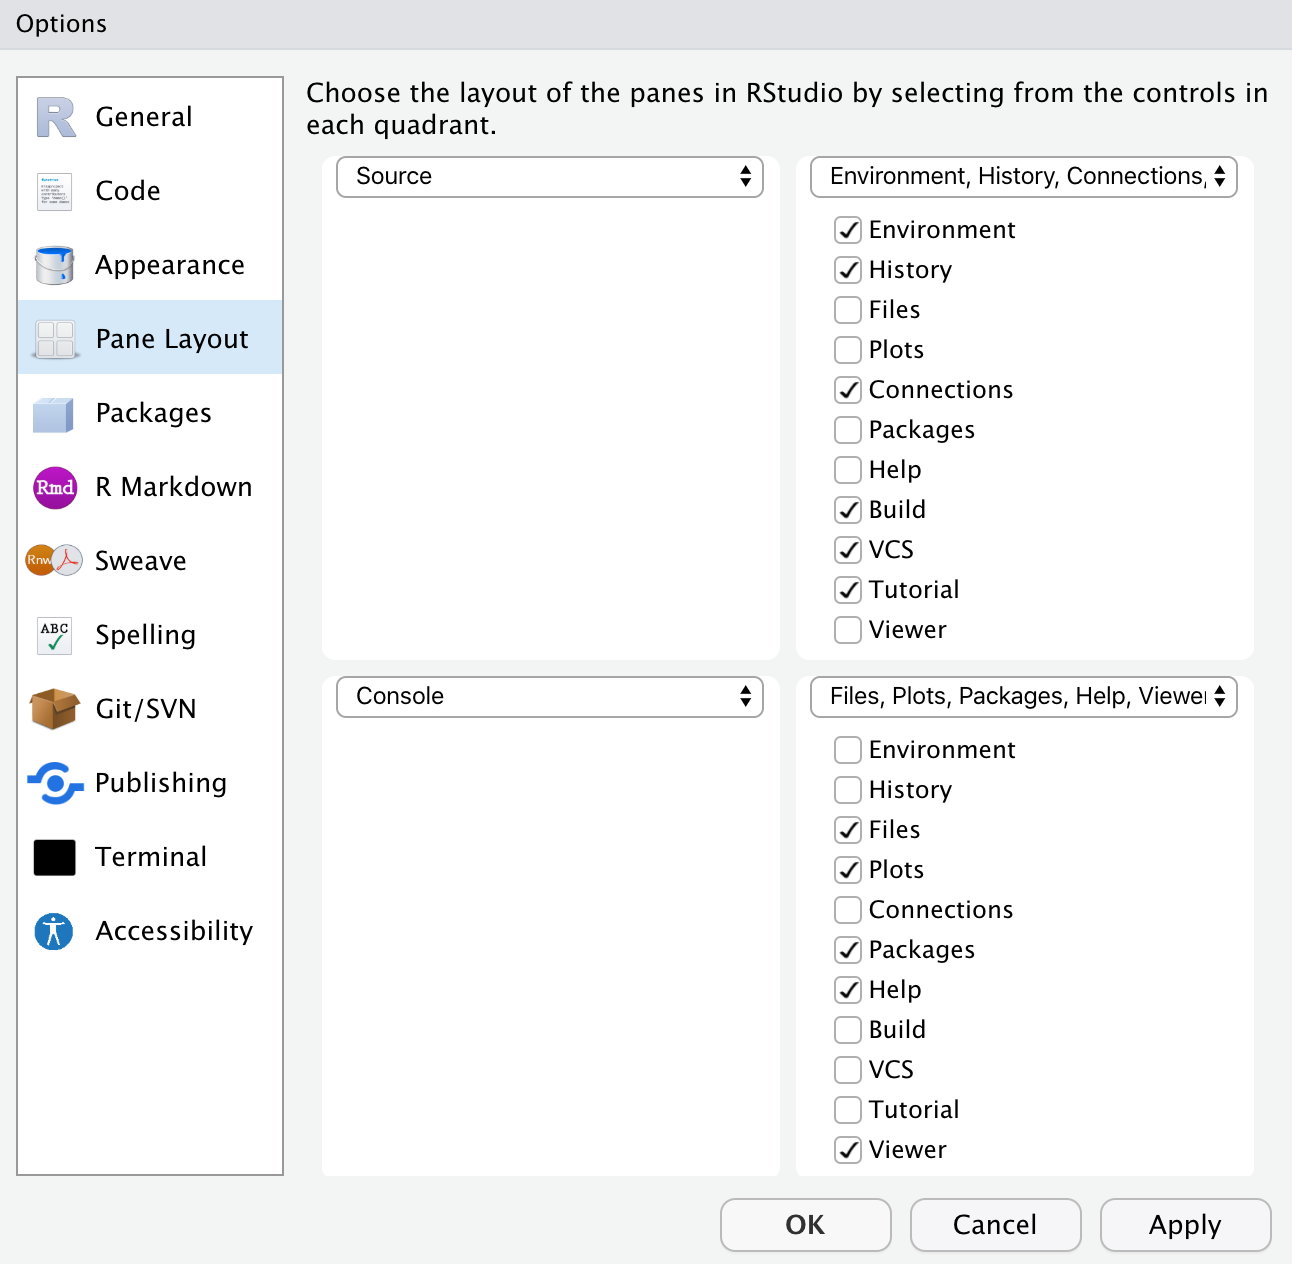 Options
General
Code
Appearance
Pane Layout
Packages
Rmd
R Markdown
Rnw
Sweave
ABC
Spelling
Git/SVN
Publishing
Terminal
Accessibility
Choose the layout of the panes in RStudio by selecting from the controls in
each quadrant.
Source
Environment, History, Connections,
Environment
History
Files
Plots
Connections
Packages
Help
Build
VCS
Tutorial
Viewer
Console
Files, Plots, Packages, Help, Viewer
Environment
History
Files
Plots
Connections
Packages
Help
Build
VCS
Tutorial
Viewer
OK
Cancel
Apply